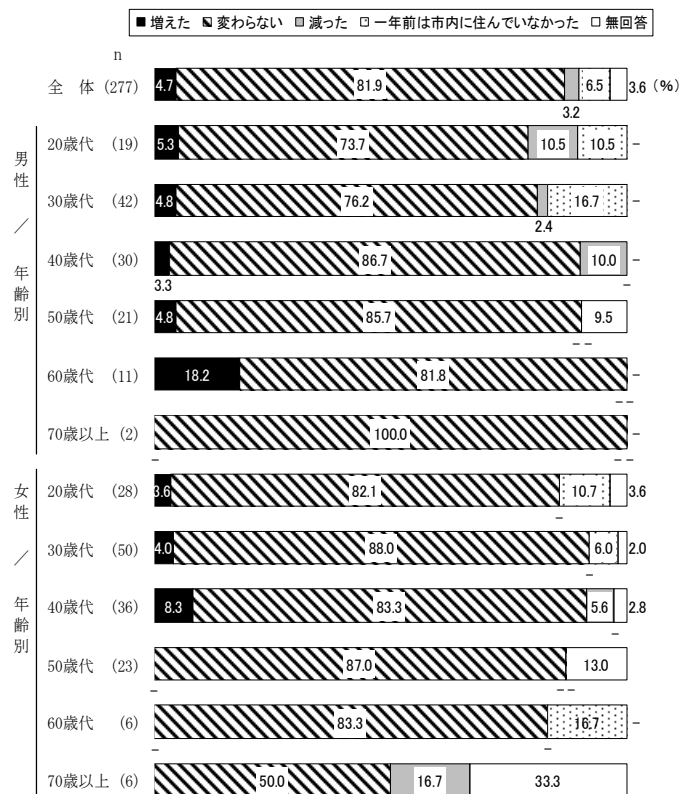 ■ 増えた ▧ 変わらない □ 減った □ 一年前は市内に住んでいなかった □ 無回答
n
全 体 (277) 4.7 81.9 6.5 3.6 (%)
3.2
男性／年齢別
20歳代 (19) 5.3 73.7 10.5 10.5 -
30歳代 (42) 4.8 76.2 16.7 -
2.4
40歳代 (30) 86.7 10.0 -
3.3 -
50歳代 (21) 4.8 85.7 9.5
- -
60歳代 (11) 18.2 81.8 -
- -
70歳以上 (2) 100.0 -
- - -
女性／年齢別
20歳代 (28) 3.6 82.1 10.7 3.6
-
30歳代 (50) 4.0 88.0 6.0 2.0
-
40歳代 (36) 8.3 83.3 5.6 2.8
-
50歳代 (23) 87.0 13.0
- - -
60歳代 (6) 83.3 16.7 -
- -
70歳以上 (6) 50.0 16.7 33.3